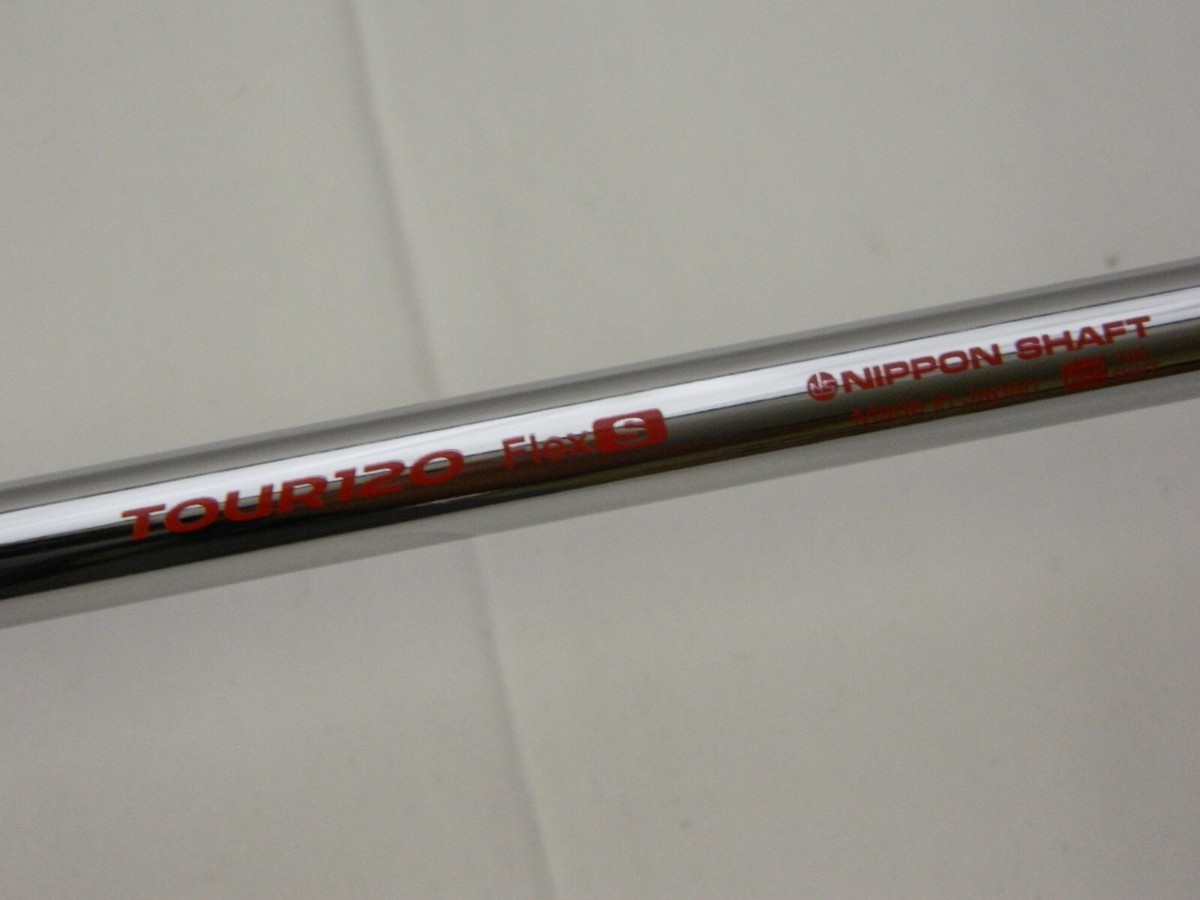 TOUR120 Flex S
NIPPON SHAFT
Made in Japan